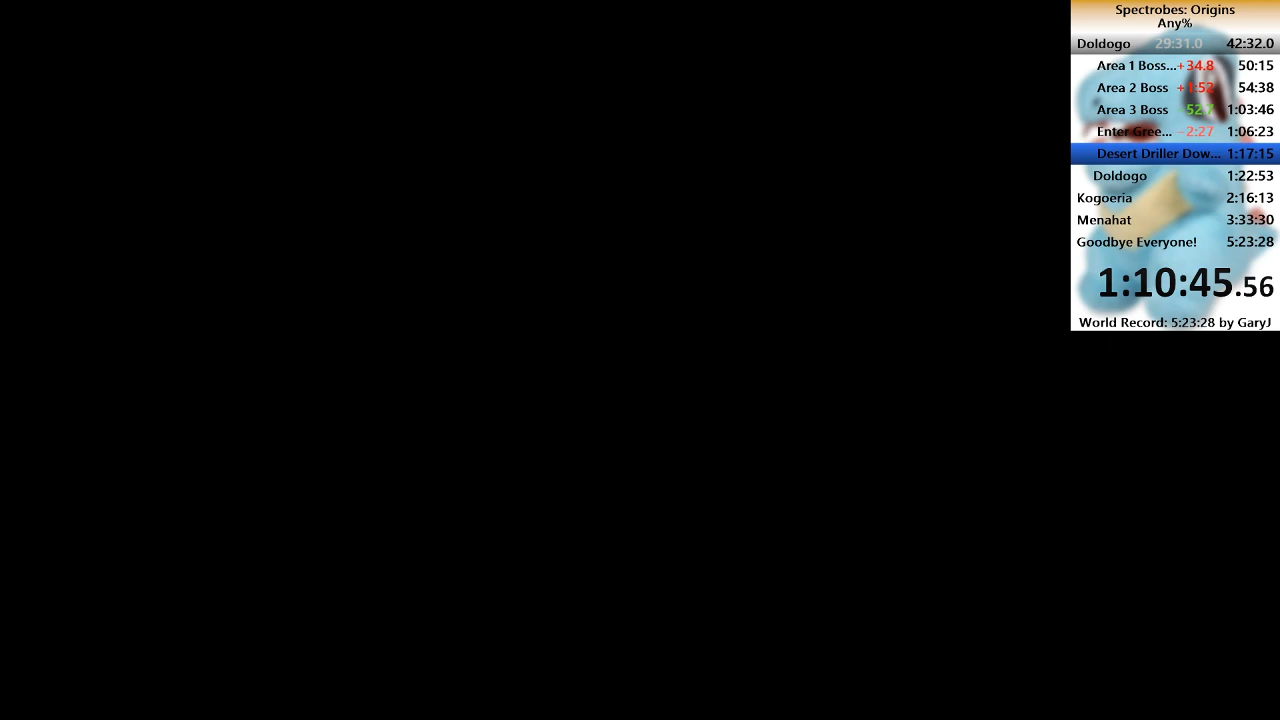 Spectrobes: Origins
Any%
Doldogo 29:31.0 42:32.0
Area 1 Boss... +34.8 50:15
Area 2 Boss +1:52 54:38
Area 3 Boss 52.7 1:03:46
Enter Gree... −2:27 1:06:23
Desert Driller Dow... 1:17:15
Doldogo 1:22:53
Kogoeria 2:16:13
Menahat 3:33:30
Goodbye Everyone! 5:23:28
1:10:45.56
World Record: 5:23:28 by GaryJ